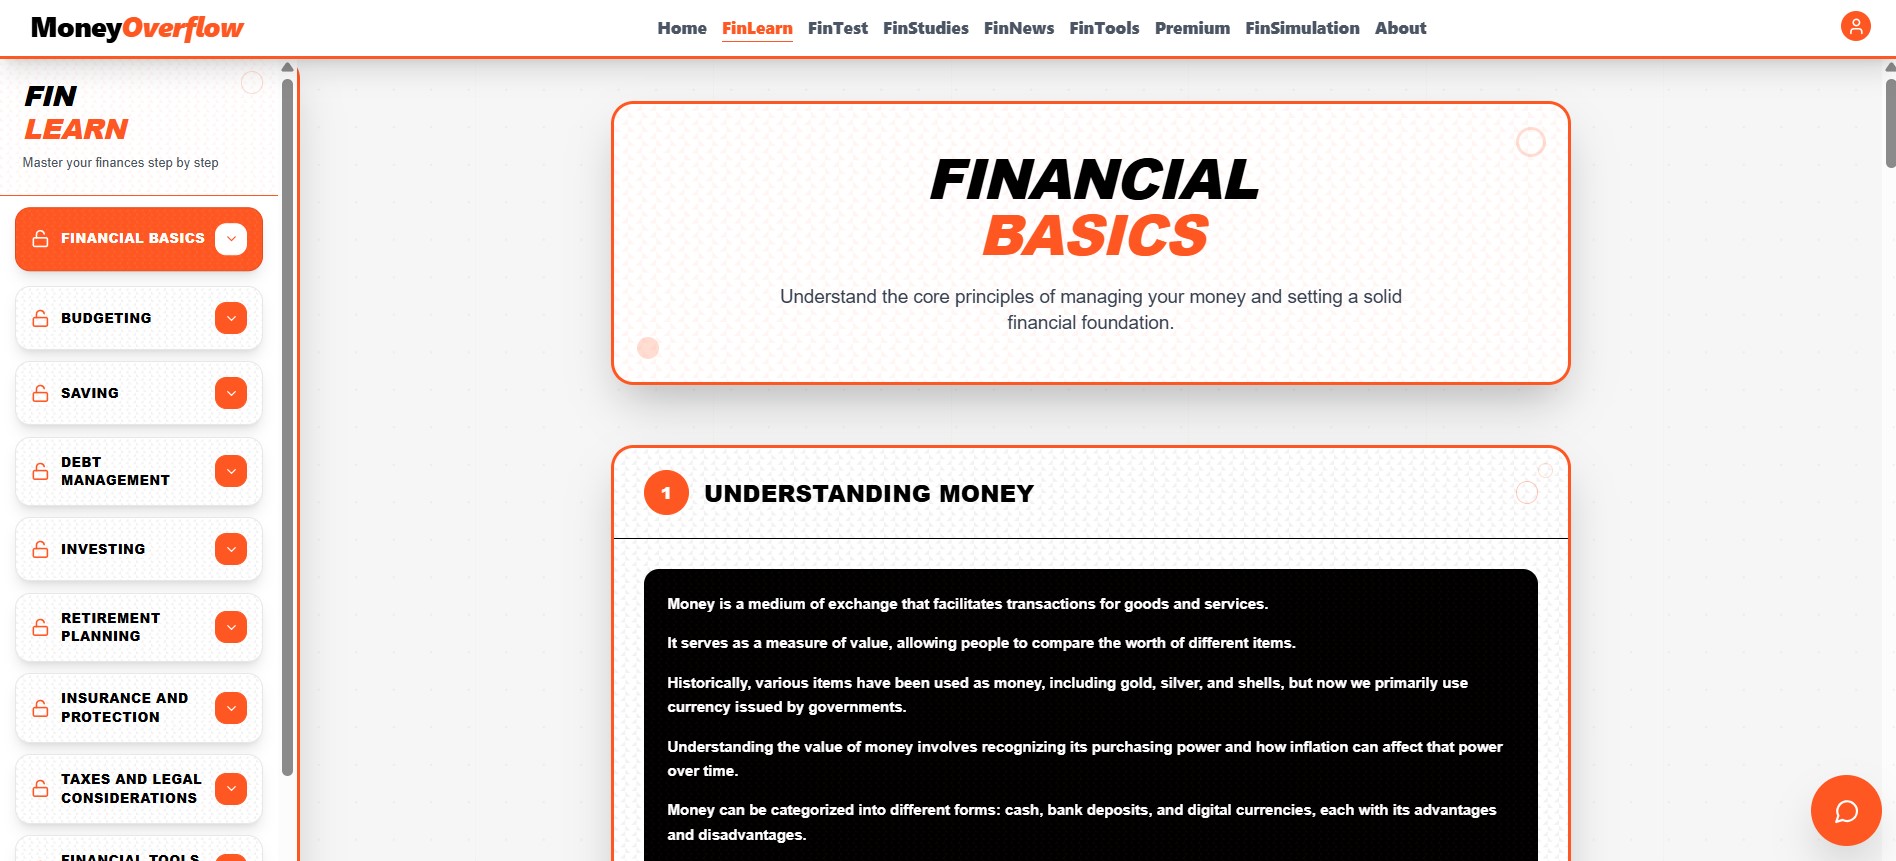 MoneyOverflow
Home FinLearn FinTest FinStudies FinNews FinTools Premium FinSimulation About
FIN
LEARN
Master your finances step by step
FINANCIAL BASICS
BUDGETING
SAVING
DEBT
MANAGEMENT
INVESTING
RETIREMENT
PLANNING
INSURANCE AND
PROTECTION
TAXES AND LEGAL
CONSIDERATIONS
FINANCIAL TOOLS
FINANCIAL
BASICS
Understand the core principles of managing your money and setting a solid
financial foundation.
1 UNDERSTANDING MONEY
Money is a medium of exchange that facilitates transactions for goods and services.
It serves as a measure of value, allowing people to compare the worth of different items.
Historically, various items have been used as money, including gold, silver, and shells, but now we primarily use
currency issued by governments.
Understanding the value of money involves recognizing its purchasing power and how inflation can affect that power
over time.
Money can be categorized into different forms: cash, bank deposits, and digital currencies, each with its advantages
and disadvantages.